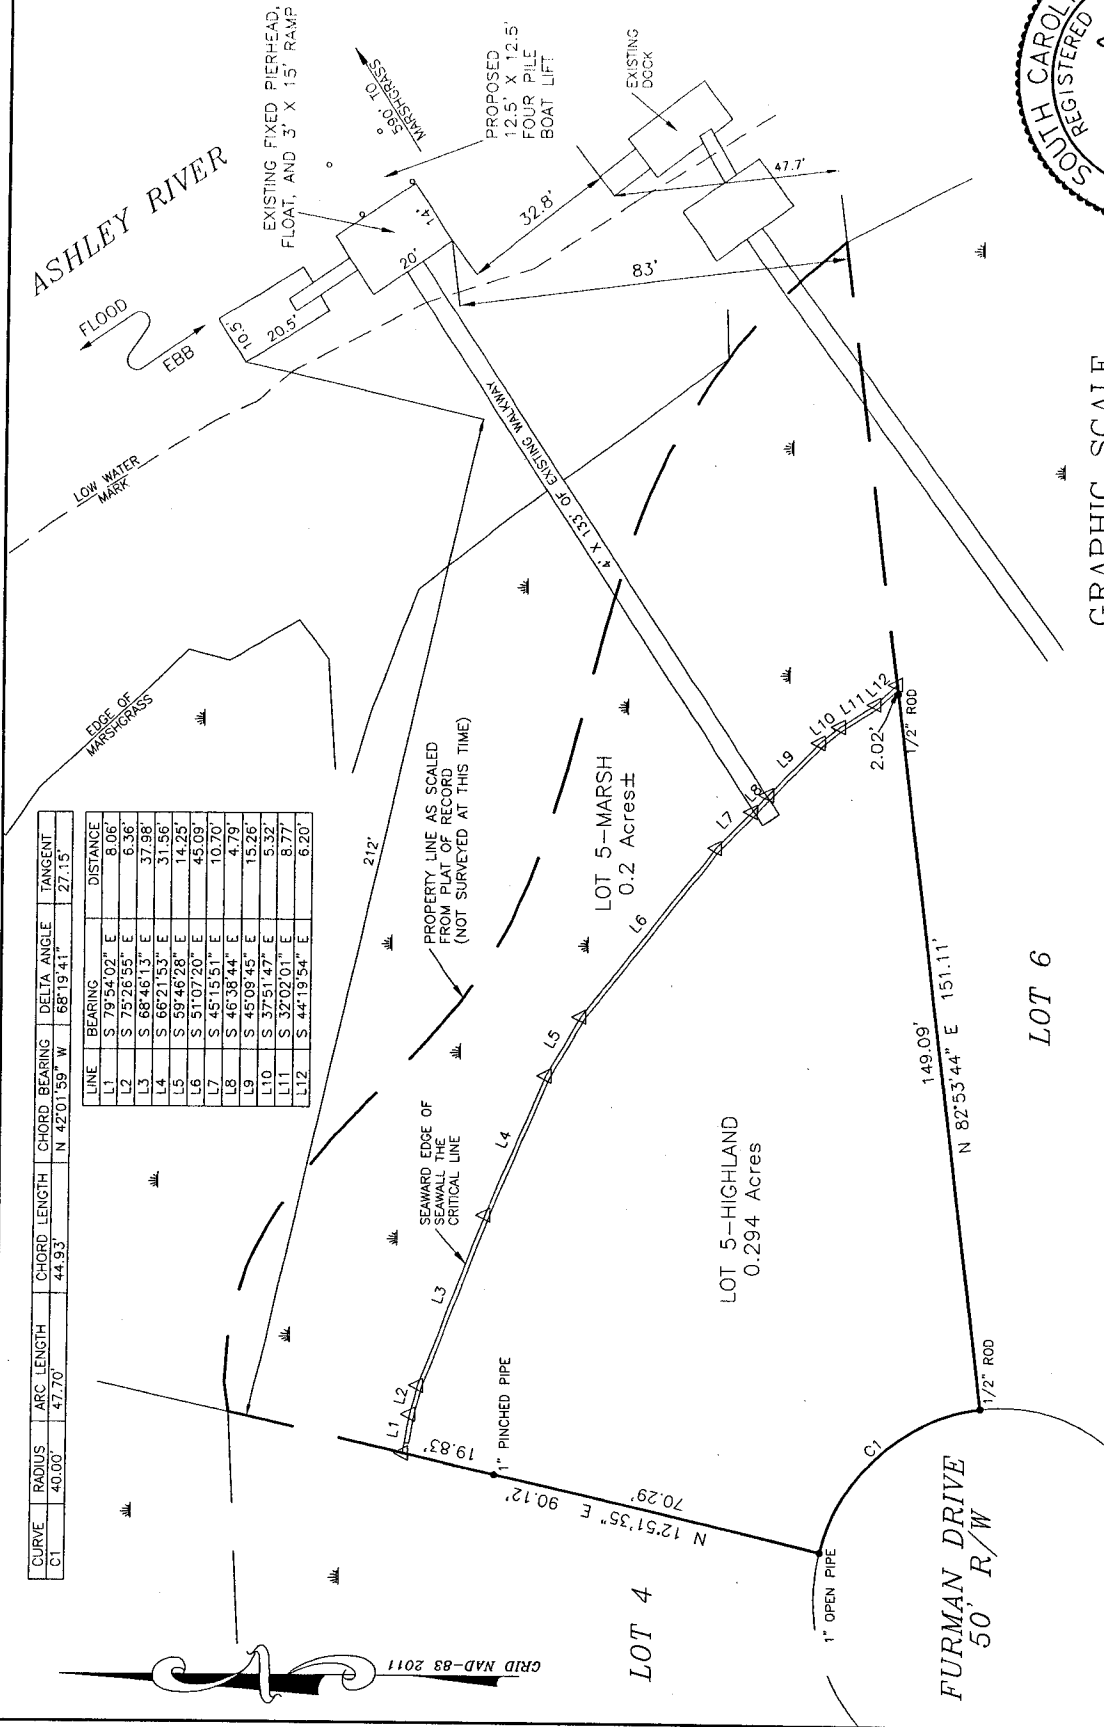 CURVE RADIUS ARC LENGTH CHORD LENGTH CHORD BEARING DELTA ANGLE TANGENT
C1 40.00' 47.70' 44.93' N 42°01'59" W 68°19'41" 27.15'
LINE BEARING DISTANCE
L1 S 79°54'02" E 8.06'
L2 S 75°26'55" E 6.36'
L3 S 68°46'13" E 37.98'
L4 S 66°21'53" E 31.56'
L5 S 59°46'28" E 14.25'
L6 S 51°07'20" E 45.09'
L7 S 45°15'51" E 10.70'
L8 S 46°38'44" E 4.79'
L9 S 45°09'45" E 15.26'
L10 S 37°51'47" E 5.32'
L11 S 32°02'01" E 8.77'
L12 S 44°19'54" E 6.20'
EDGE OF
MARSHGRASS
LOW WATER
MARK
FLOOD
EBB
ASHLEY RIVER
EXISTING FIXED PIERHEAD,
FLOAT, AND 3' X 15' RAMP
590' TO
MARSHGRASS
PROPOSED
12.5' X 12.5'
FOUR PILE
BOAT LIFT
EXISTING
DOCK
10.5'
20.5'
20'
14'
32.8'
47.7'
83'
212'
4' X 133' OF EXISTING WALKWAY
PROPERTY LINE AS SCALED
FROM PLAT OF RECORD
(NOT SURVEYED AT THIS TIME)
SEAWARD EDGE OF
SEAWALL THE
CRITICAL LINE
LOT 5-MARSH
0.2 Acres±
L1
L2
L3
L4
L5
L6
L7
L8
L9
L10
L11
L12
2.02'
1/2" ROD
LOT 5-HIGHLAND
0.294 Acres
19.83'
1" PINCHED PIPE
70.29'
N 12°51'35" E 90.12'
149.09'
N 82°53'44" E 151.11'
1/2" ROD
C1
1" OPEN PIPE
GRID NAD-83 2011
LOT 4
LOT 6
FURMAN DRIVE
50' R/W
GRAPHIC SCALE
SOUTH CAROL
REGISTERED